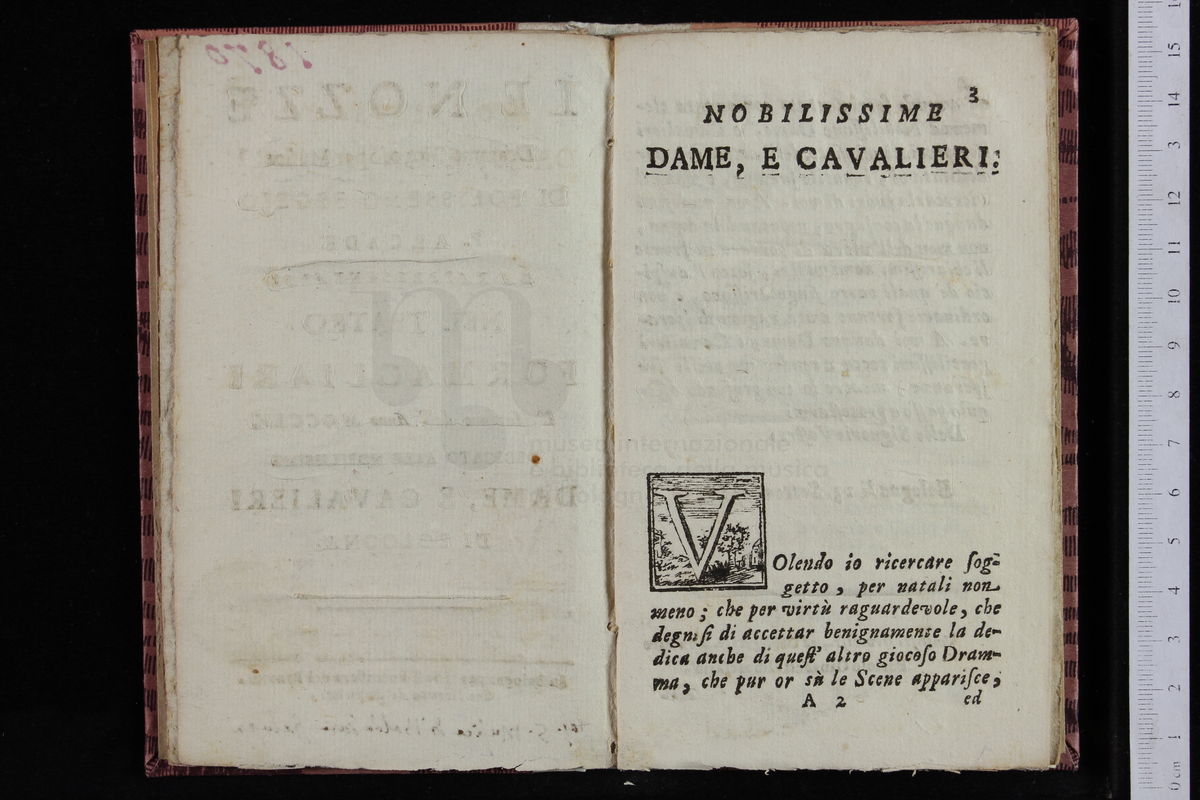 3
NOBILISSIME
DAME, E CAVALIERI:
VOlendo io ricercare sog-
getto, per natali non
meno; che per virtù raguardevole, che
degnisi di accettar benignamente la de-
dica anche di quest' altro giocoso Dram-
ma, che pur or sù le Scene apparisce,
A 2 ed
museo internazionale
e biblioteca della musica
di Bologna